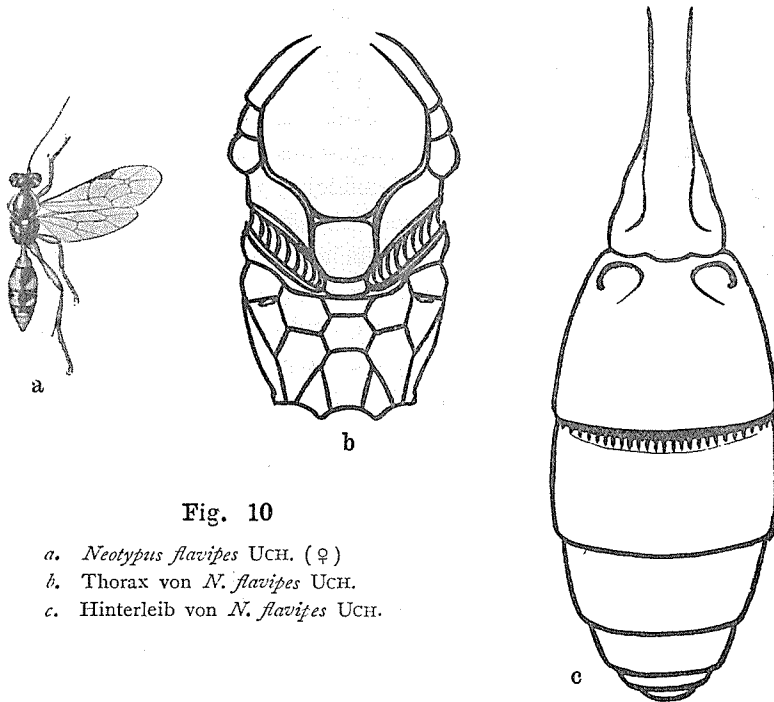 a
b
c
Fig. 10
a. Neotypus flavipes UCH. (♀)
b. Thorax von N. flavipes UCH.
c. Hinterleib von N. flavipes UCH.